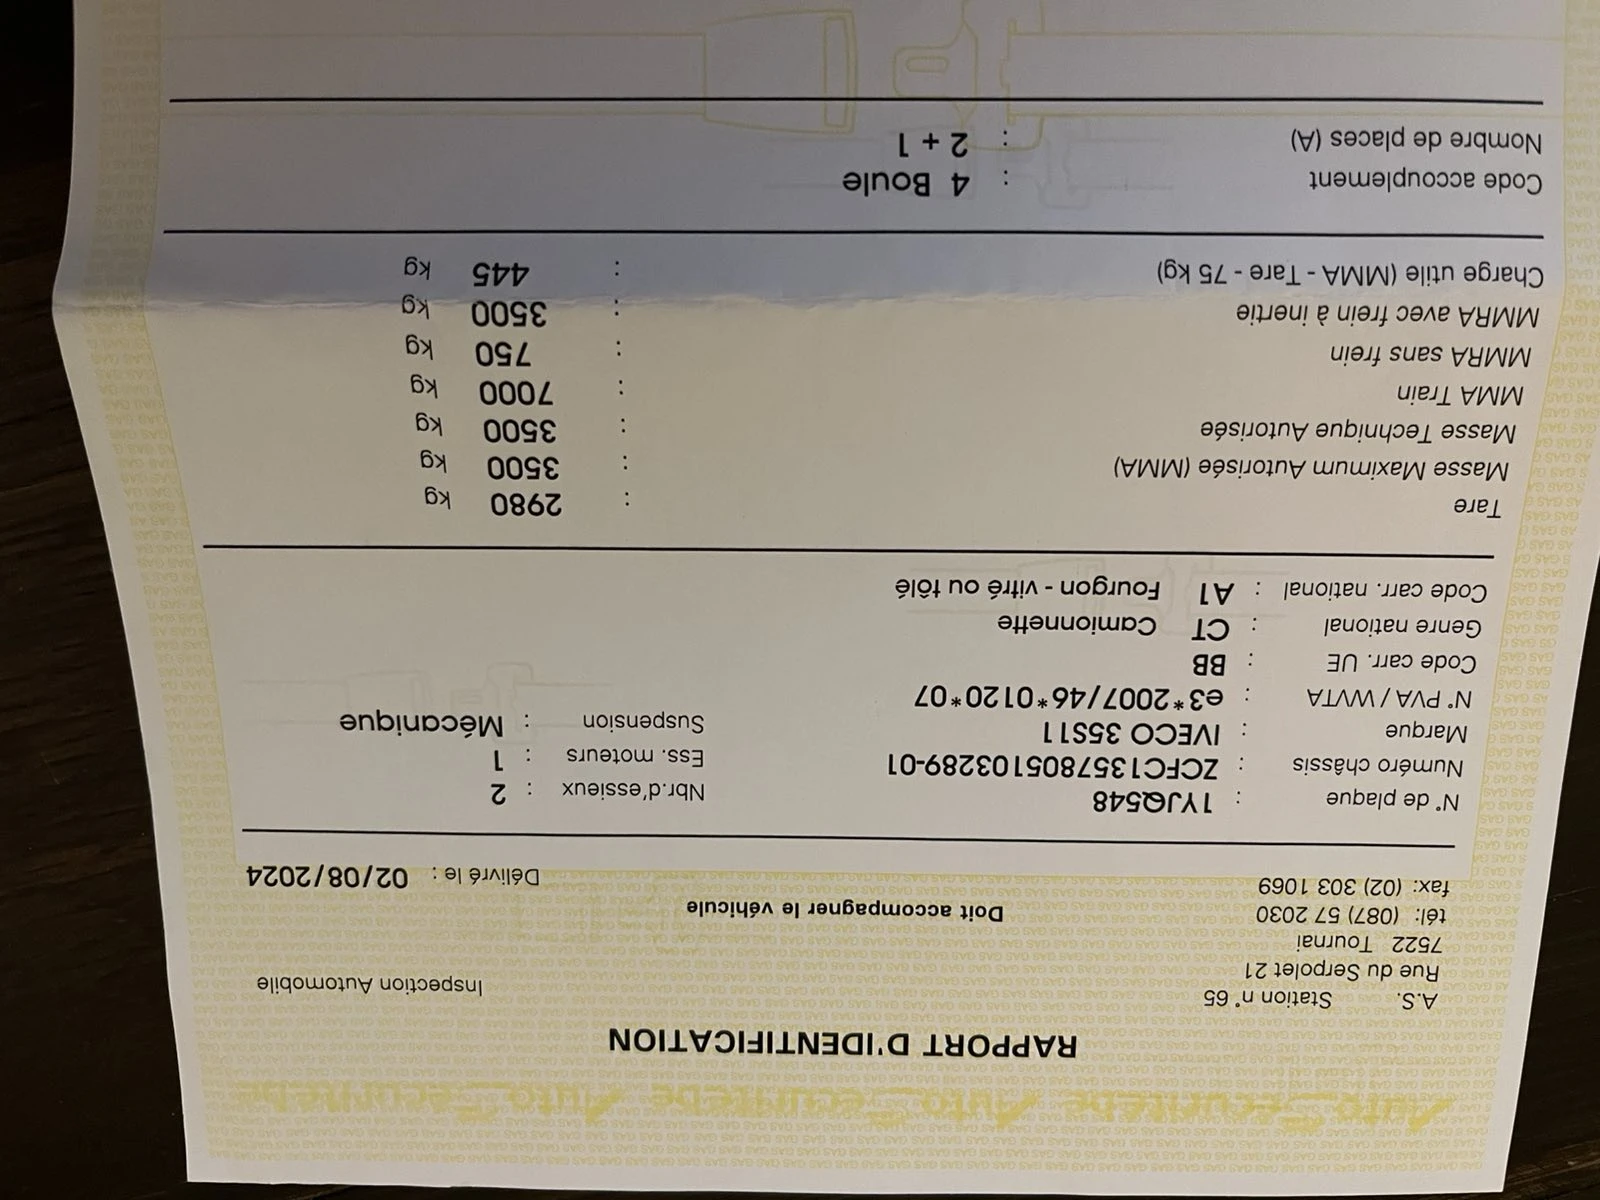 AutoSécurité.be AutoSécurité.be AutoSécurité.be
RAPPORT D'IDENTIFICATION
A.S. Station n° 65 Inspection Automobile
Rue du Serpolet 21
7522 Tournai
tél: (087) 57 2030 Doit accompagner le véhicule
fax: (02) 303 1069 Délivré le : 02/08/2024
N° de plaque : 1YJQ548 Nbr.d'essieux : 2
Numéro châssis : ZCFC1357805103289-01 Ess. moteurs : 1
Marque : IVECO 35S11 Suspension : Mécanique
N° PVA / WVTA : e3*2007/46*0120*07
Code carr. UE : BB
Genre national : CT Camionnette
Code carr. national : A1 Fourgon - vitré ou tôlé
Tare : 2980 kg
Masse Maximum Autorisée (MMA) : 3500 kg
Masse Technique Autorisée : 3500 kg
MMA Train : 7000 kg
MMRA sans frein : 750 kg
MMRA avec frein à inertie : 3500 kg
Charge utile (MMA - Tare - 75 kg) : 445 kg
Code accouplement : 4 Boule
Nombre de places (A) : 2 + 1